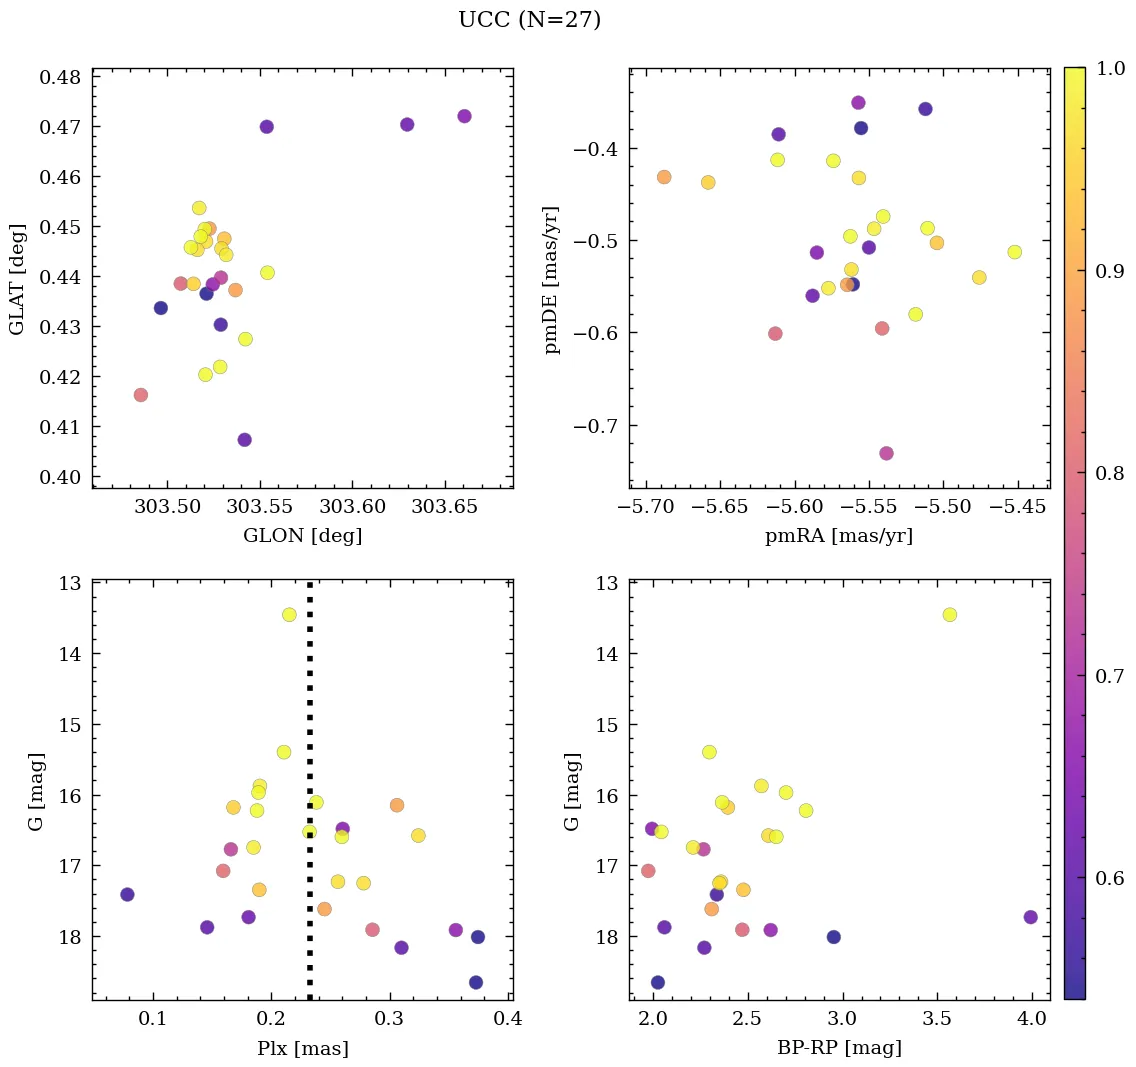 UCC (N=27)
0.48
0.47
0.46
0.45
0.44
0.43
0.42
0.41
0.40
GLAT [deg]
303.50 303.55 303.60 303.65
GLON [deg]
−0.4
−0.5
−0.6
−0.7
pmDE [mas/yr]
−5.70 −5.65 −5.60 −5.55 −5.50 −5.45
pmRA [mas/yr]
1.0
0.9
0.8
0.7
0.6
13
14
15
16
17
18
G [mag]
0.1 0.2 0.3 0.4
Plx [mas]
13
14
15
16
17
18
G [mag]
2.0 2.5 3.0 3.5 4.0
BP-RP [mag]